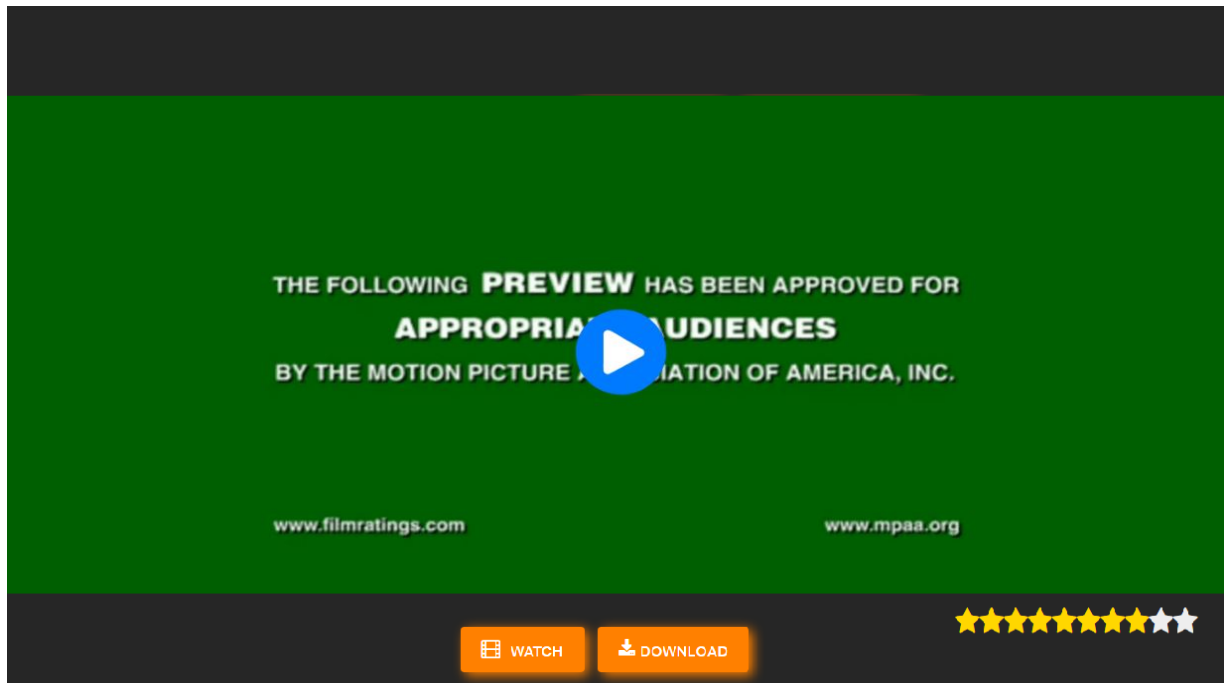 THE FOLLOWING PREVIEW HAS BEEN APPROVED FOR
AUDIENCES
BY THE MOTION PICTURE OF AMERICA, INC.
www.filmratings.com www.mpaa.org
WATCH DOWNLOAD